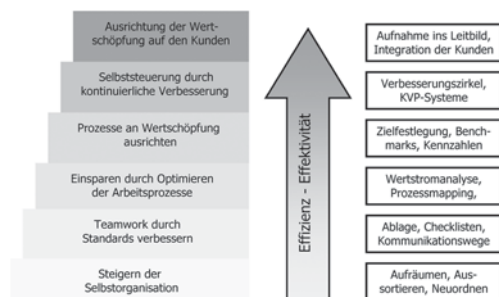 Ausrichtung der Wert-
schöpfung auf den Kunden
Selbststeuerung durch
kontinuierliche Verbesserung
Prozesse an Wertschöpfung
ausrichten
Einsparen durch Optimieren
der Arbeitsprozesse
Teamwork durch
Standards verbessern
Steigern der
Selbstorganisation
Effizienz - Effektivität
Aufnahme ins Leitbild,
Integration der Kunden
Verbesserungszirkel,
KVP-Systeme
Zielfestlegung, Bench-
marks, Kennzahlen
Wertstromanalyse,
Prozessmapping,
Ablage, Checklisten,
Kommunikationswege
Aufräumen, Aus-
sortieren, Neuordnen